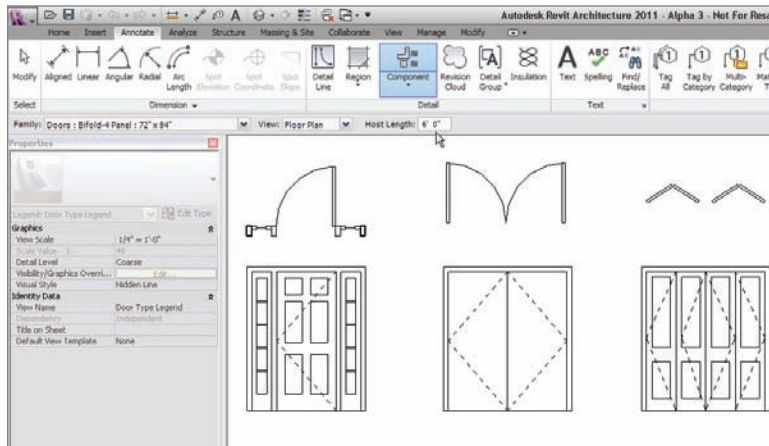 Autodesk Revit Architecture 2011 - Alpha 3 - Not For Resa
Home Insert Annotate Analyze Structure Massing & Site Collaborate View Manage Modify
Modify Aligned Linear Angular Radial Arc Length Spot Elevation Spot Coordinate Spot Slope Detail Line Region Component Revision Cloud Detail Group Insulation Text Spelling Find/ Replace Tag All Tag by Category Multi- Category Mat T
Select Dimension Detail Text
Family: Doors : Bifold-4 Panel : 72" x 84" View: Floor Plan Host Length: 6' 0"
Properties
Legend: Door Type Legend Edit Type
Graphics
View Scale 1/4" = 1'-0"
Scale Value 1: 48
Detail Level Coarse
Visibility/Graphics Overri... Edit...
Visual Style Hidden Line
Identity Data
View Name Door Type Legend
Dependency Independent
Title on Sheet
Default View Template None